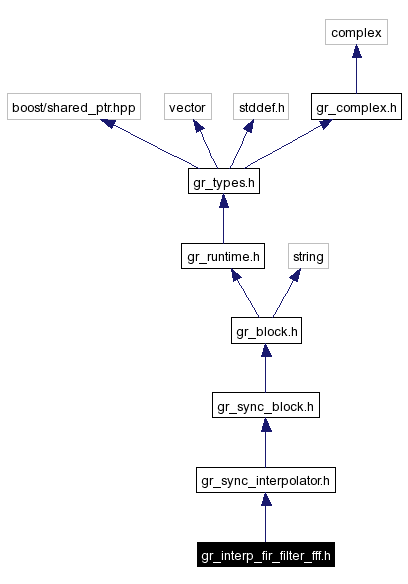 complex
boost/shared_ptr.hpp
vector
stddef.h
gr_complex.h
gr_types.h
gr_runtime.h
string
gr_block.h
gr_sync_block.h
gr_sync_interpolator.h
gr_interp_fir_filter_fff.h